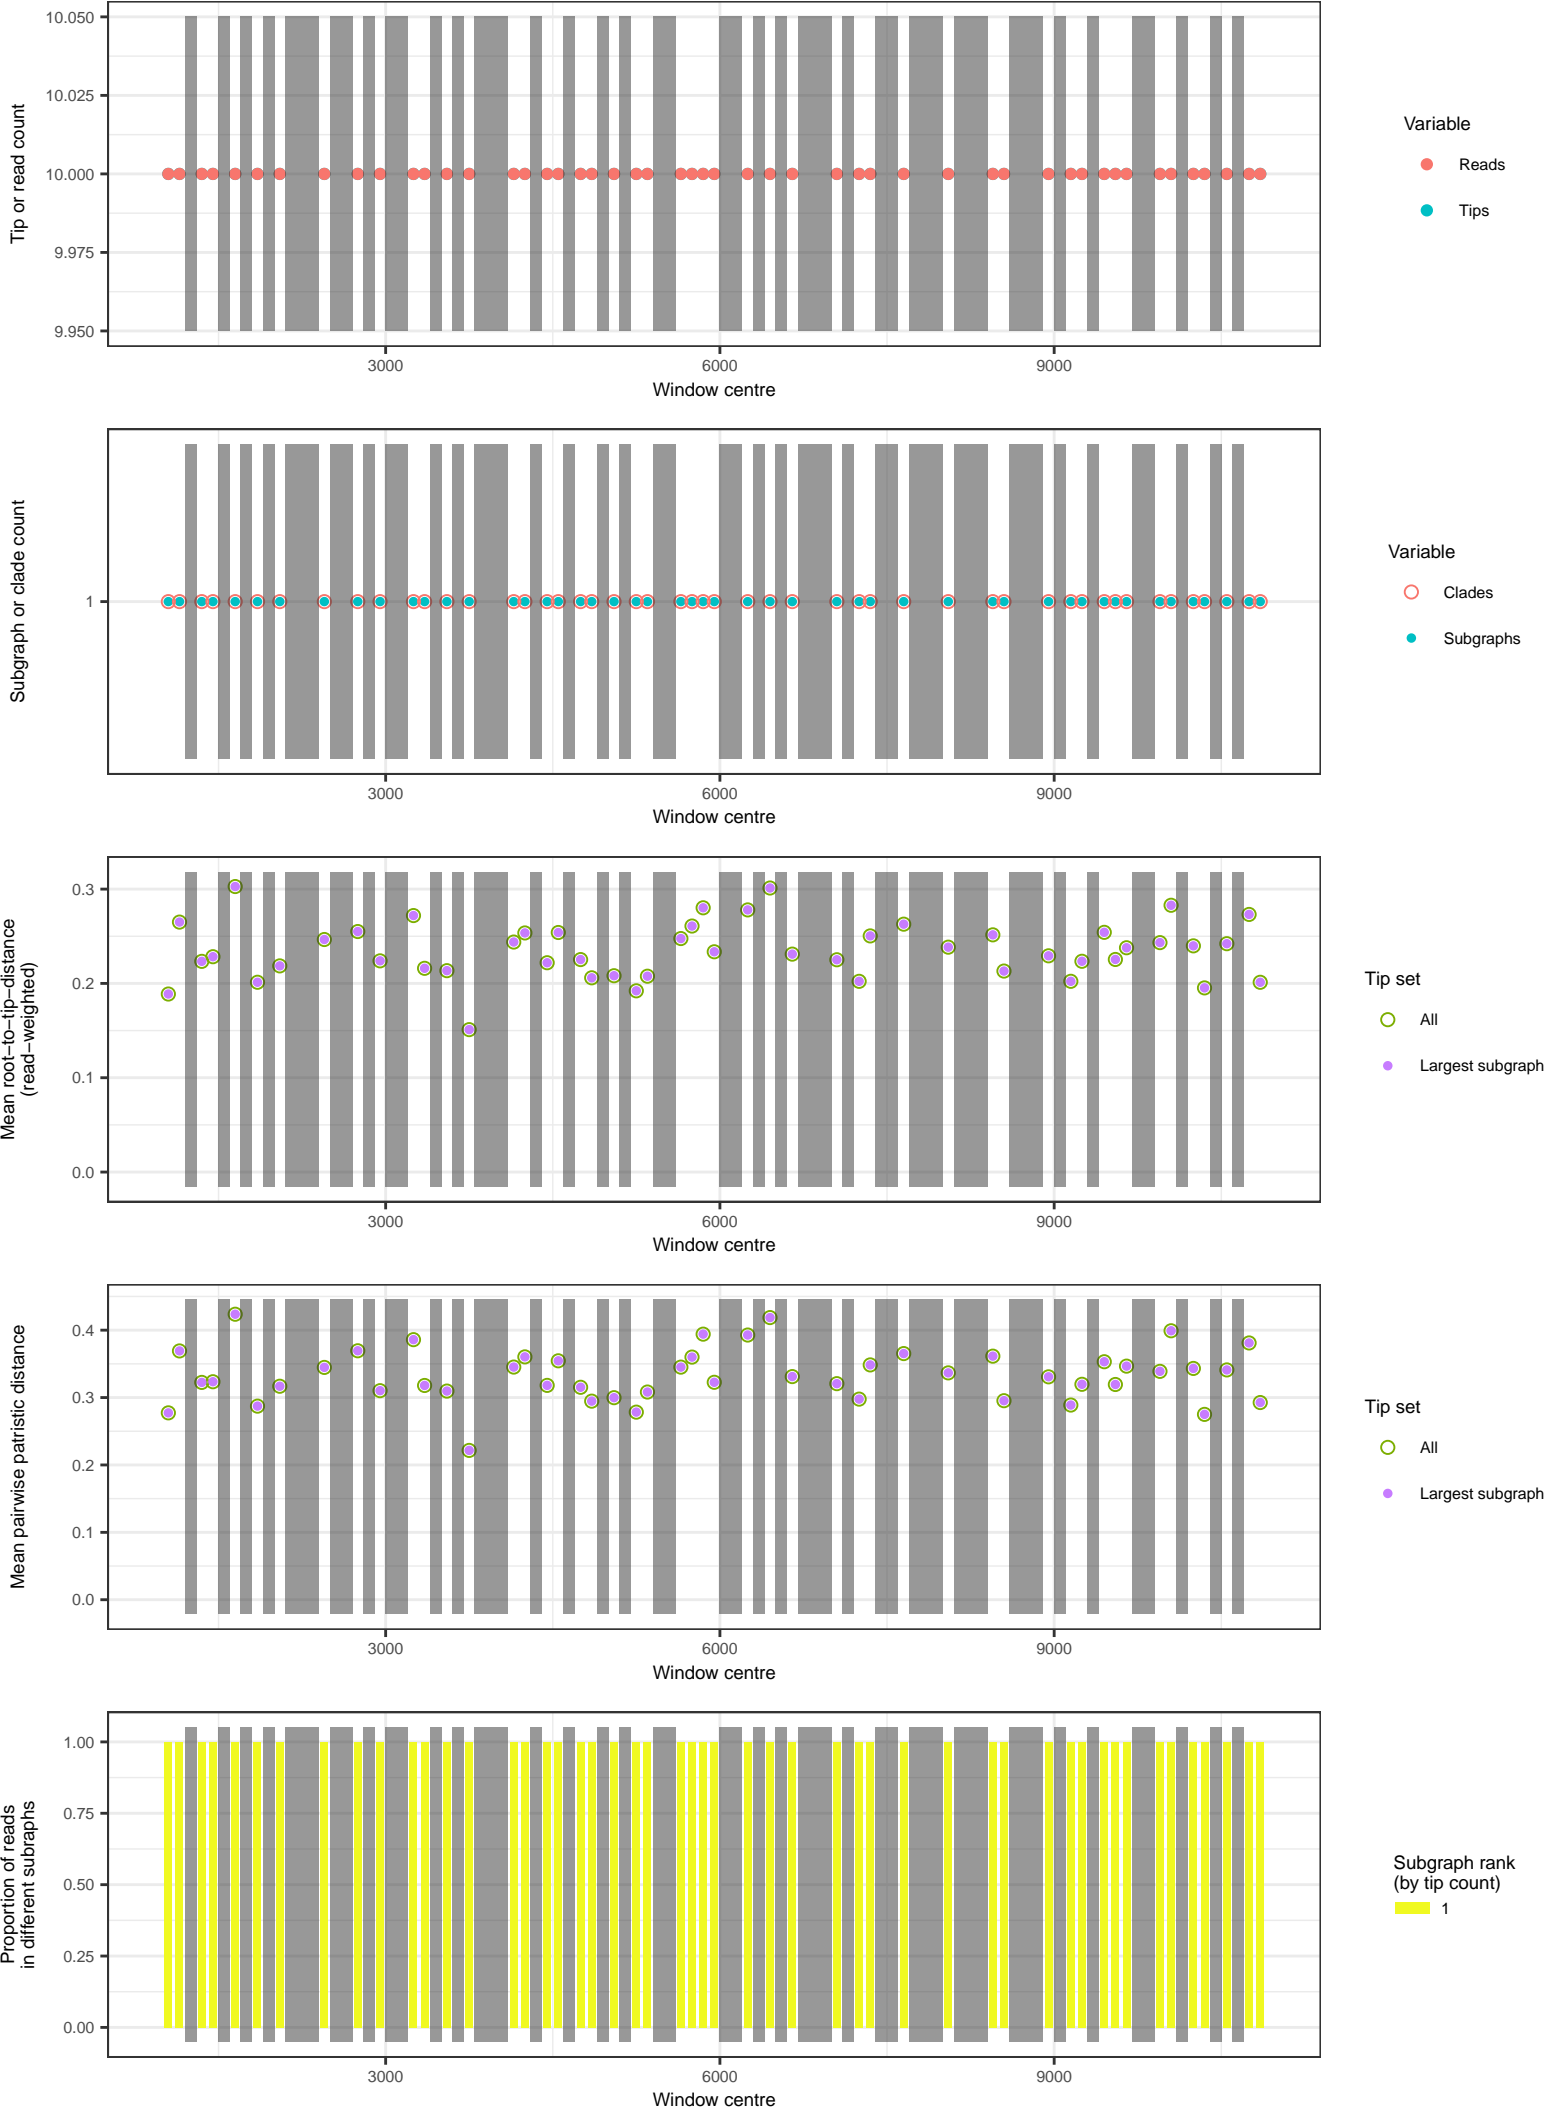 Tip or read count
10.050
10.025
10.000
9.975
9.950
3000
6000
9000
Window centre
Variable
Reads
Tips
Subgraph or clade count
1
3000
6000
9000
Window centre
Variable
Clades
Subgraphs
Mean root−to−tip−distance
(read−weighted)
0.3
0.2
0.1
0.0
3000
6000
9000
Window centre
Tip set
All
Largest subgraph
Mean pairwise patristic distance
0.4
0.3
0.2
0.1
0.0
3000
6000
9000
Window centre
Tip set
All
Largest subgraph
Proportion of reads
in different subraphs
1.00
0.75
0.50
0.25
0.00
3000
6000
9000
Window centre
Subgraph rank
(by tip count)
1